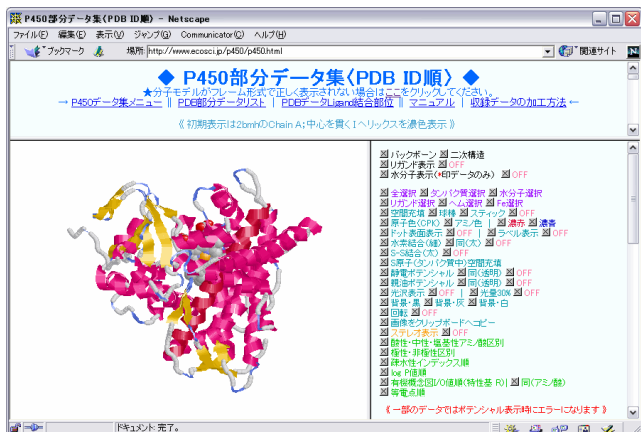 P450部分データ集〈PDB ID順〉 - Netscape
ファイル(F) 編集(E) 表示(V) ジャンプ(G) Communicator(C) ヘルプ(H)
ブックマーク 場所: http://www.ecosci.jp/p450/p450.html 関連サイト
◆ P450部分データ集〈PDB ID順〉 ◆
★分子モデルがフレーム形式で正しく表示されない場合はここをクリックしてください。
→ P450データ集メニュー || PDB部分データリスト | PDBデータLigand結合部位 || マニュアル | 収録データの加工方法 ←
《 初期表示は2bmhのChain A;中心を貫くIヘリックスを濃色表示 》
バックボーン 二次構造
リガンド表示 OFF
水分子表示(*印データのみ) OFF
全選択 タンパク質選択 水分子選択
リガンド選択 ヘム選択 Fe選択
空間充填 球棒 スティック OFF
原子色(CPK) アミノ色 | 濃赤 濃青
ドット表面表示 OFF | ラベル表示 OFF
水素結合(細) 同(太) OFF
S-S結合(太) OFF
S原子(タンパク質中)空間充填
静電ポテンシャル 同(透明) OFF
親油ポテンシャル 同(透明) OFF
光沢表示 OFF | 光量30% OFF
背景・黒 背景・灰 背景・白
回転 OFF
画像をクリップボードへコピー
ステレオ表示 OFF
酸性・中性・塩基性アミノ酸区別
極性・非極性区別
疎水性インデックス順
log P値順
有機概念図I/O値順(特性基 R) | 同(アミノ酸)
等電点順
《 一部のデータではポテンシャル表示時にエラーになります 》
ドキュメント: 完了。